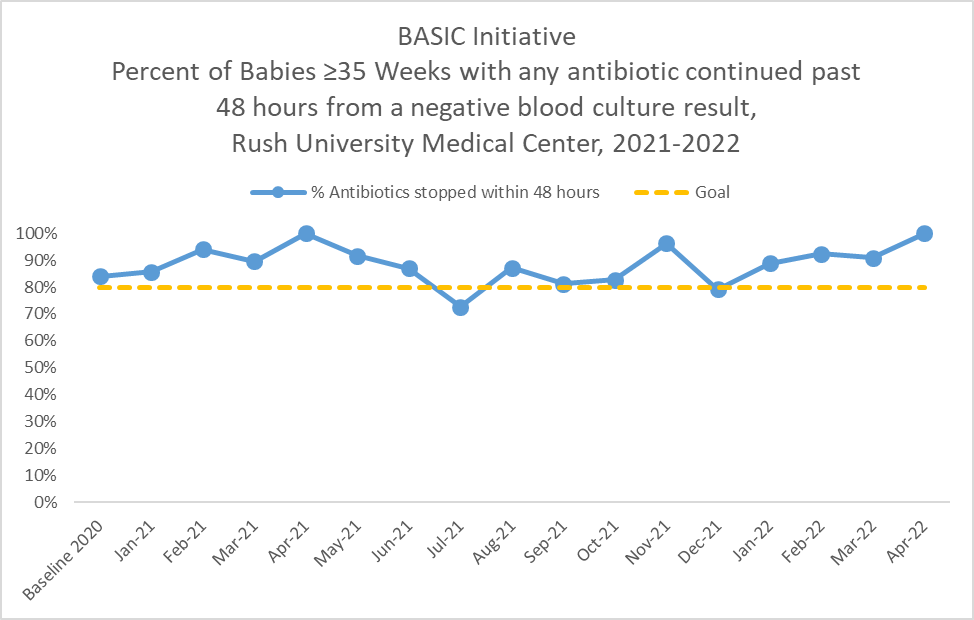 BASIC Initiative
Percent of Babies ≥35 Weeks with any antibiotic continued past
48 hours from a negative blood culture result,
Rush University Medical Center, 2021-2022
% Antibiotics stopped within 48 hours
Goal
100%
90%
80%
70%
60%
50%
40%
30%
20%
10%
0%
Baseline 2020
Jan-21
Feb-21
Mar-21
Apr-21
May-21
Jun-21
Jul-21
Aug-21
Sep-21
Oct-21
Nov-21
Dec-21
Jan-22
Feb-22
Mar-22
Apr-22